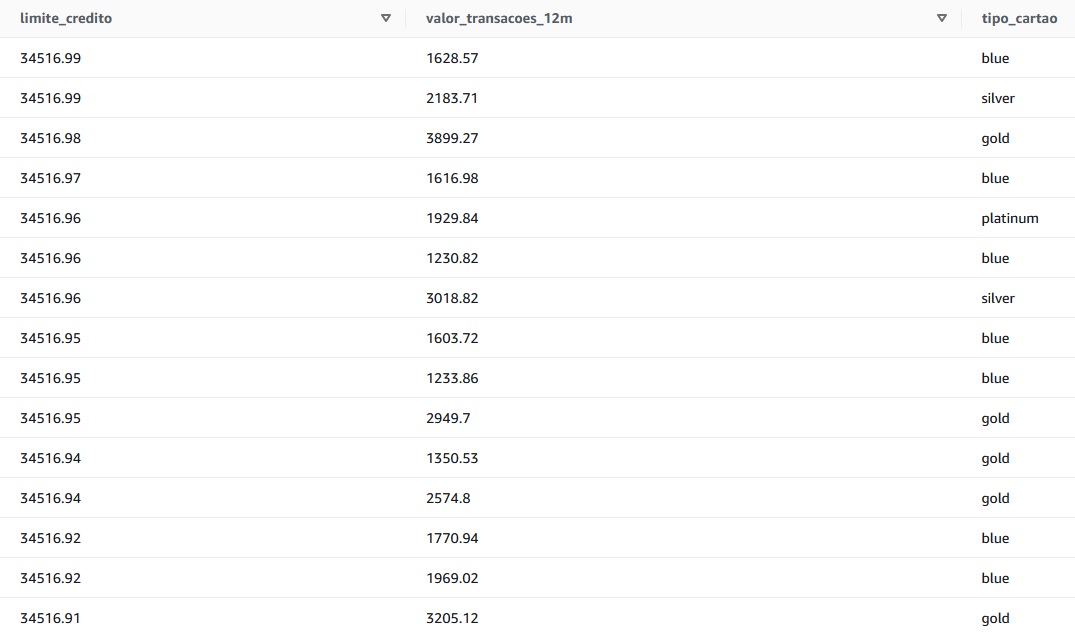 limite_credito valor_transacoes_12m tipo_cartao
34516.99 1628.57 blue
34516.99 2183.71 silver
34516.98 3899.27 gold
34516.97 1616.98 blue
34516.96 1929.84 platinum
34516.96 1230.82 blue
34516.96 3018.82 silver
34516.95 1603.72 blue
34516.95 1233.86 blue
34516.95 2949.7 gold
34516.94 1350.53 gold
34516.94 2574.8 gold
34516.92 1770.94 blue
34516.92 1969.02 blue
34516.91 3205.12 gold